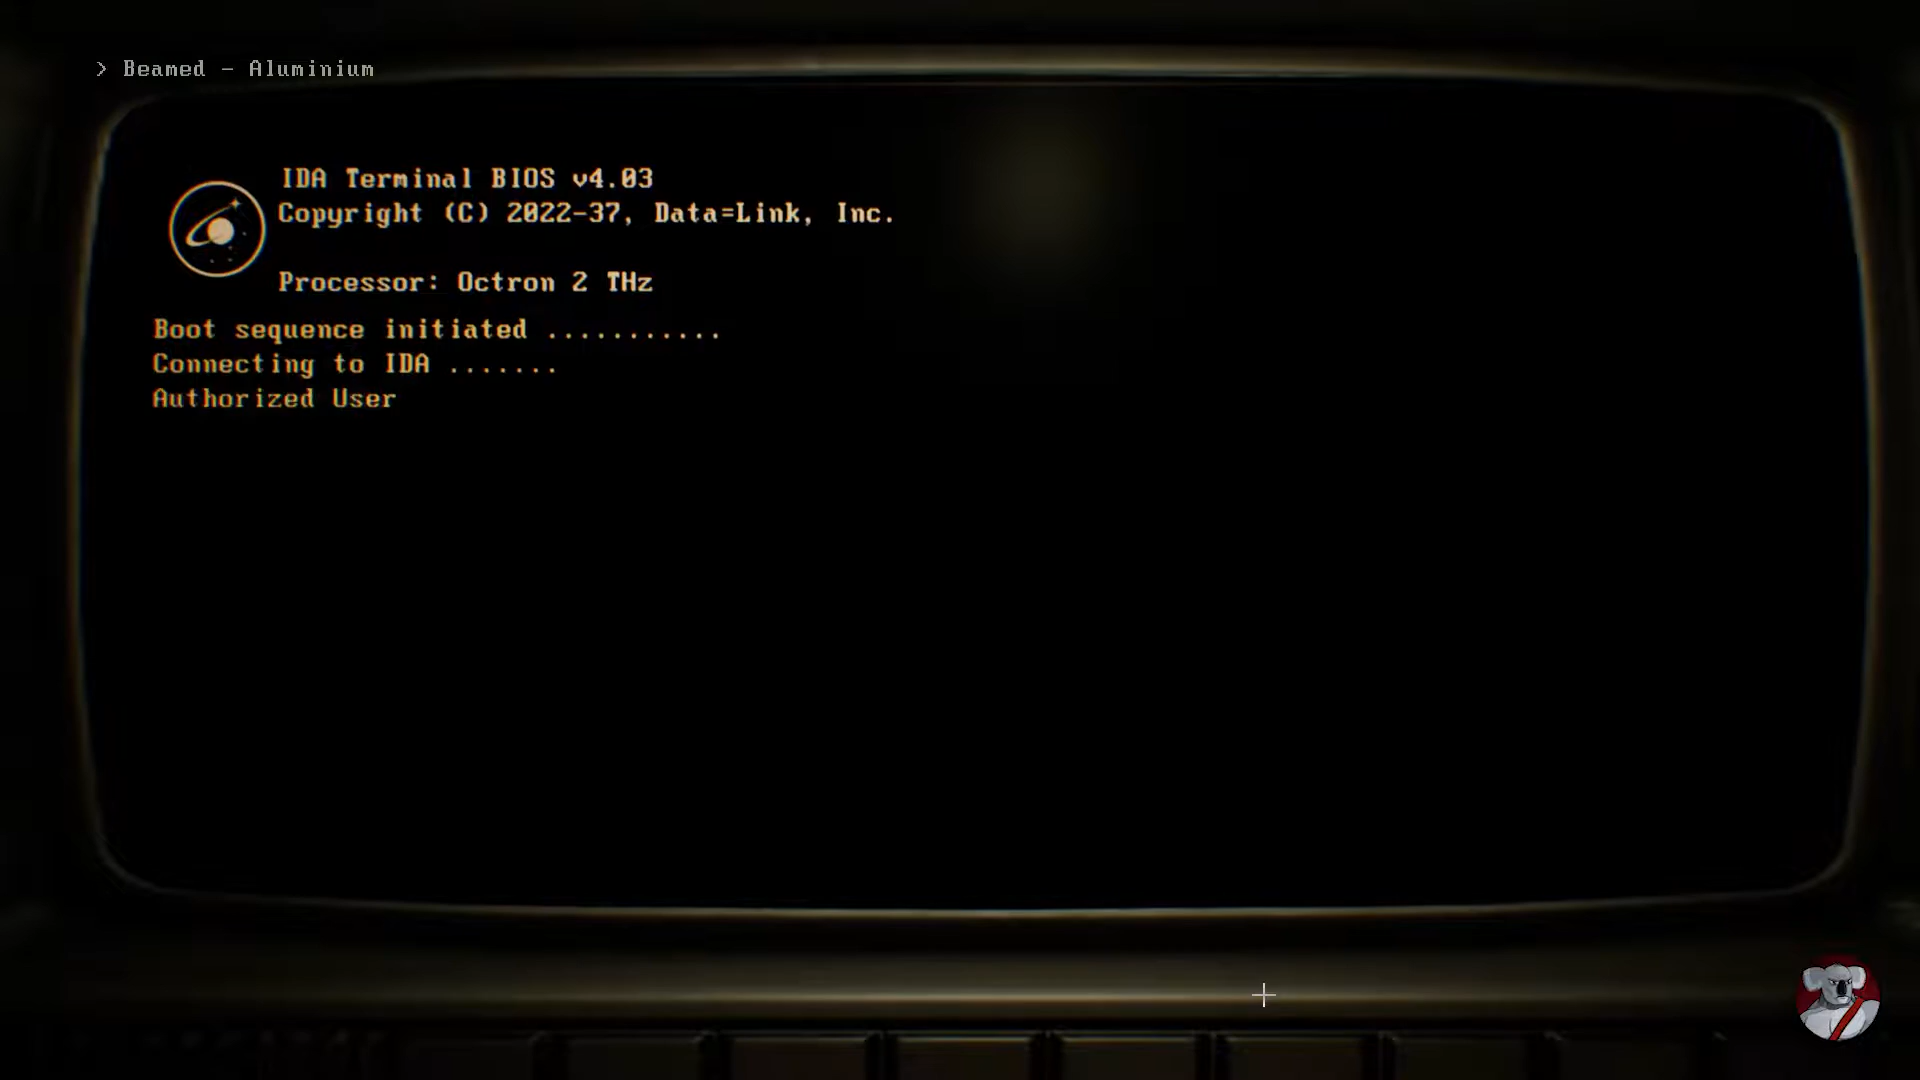 > Beamed - Aluminium
IDA Terminal BIOS v4.03
Copyright (C) 2022-37, Data=Link, Inc.
Processor: Octron 2 THz
Boot sequence initiated ...........
Connecting to IDA .......
Authorized User